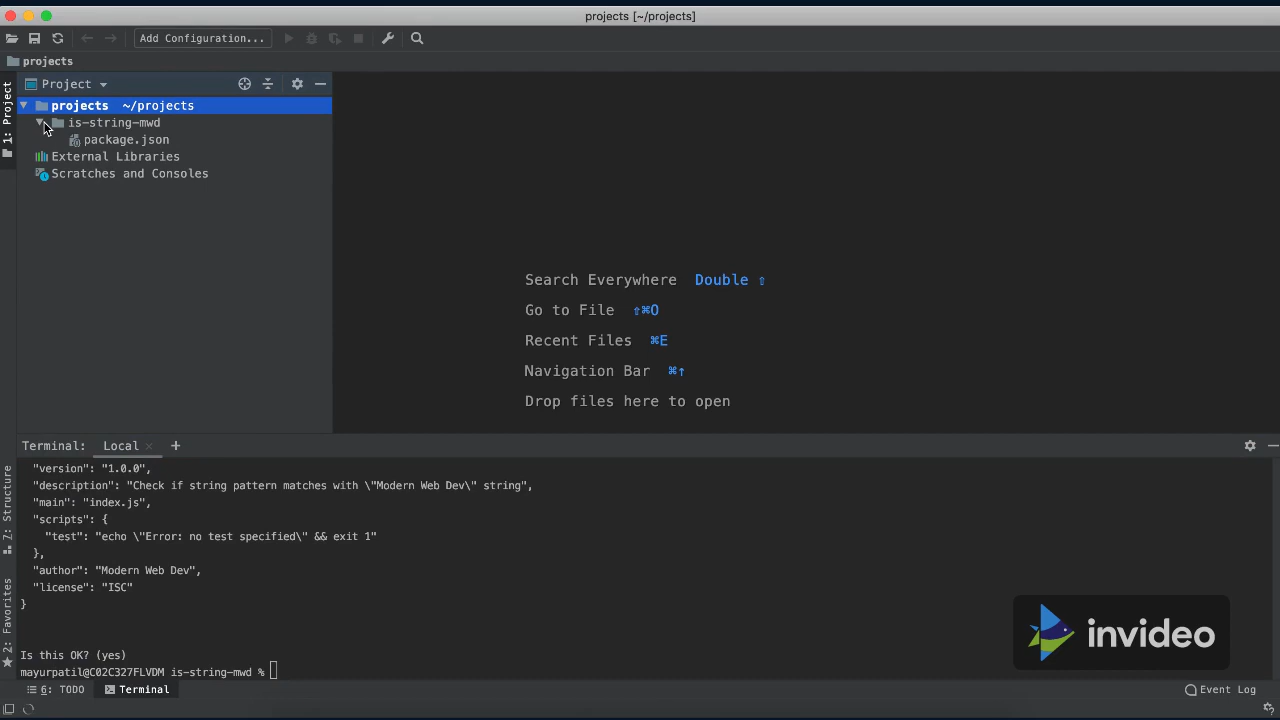 projects [~/projects]
Add Configuration...
projects
1: Project
Project
projects ~/projects
is-string-mwd
package.json
External Libraries
Scratches and Consoles
Search Everywhere Double ⇧
Go to File ⇧⌘O
Recent Files ⌘E
Navigation Bar ⌘↑
Drop files here to open
Terminal: Local × +
7: Structure
2: Favorites
"version": "1.0.0",
"description": "Check if string pattern matches with \"Modern Web Dev\" string",
"main": "index.js",
"scripts": {
"test": "echo \"Error: no test specified\" && exit 1"
},
"author": "Modern Web Dev",
"license": "ISC"
}
Is this OK? (yes)
mayurpatil@C02C327FLVDM is-string-mwd %
invideo
6: TODO Terminal Event Log